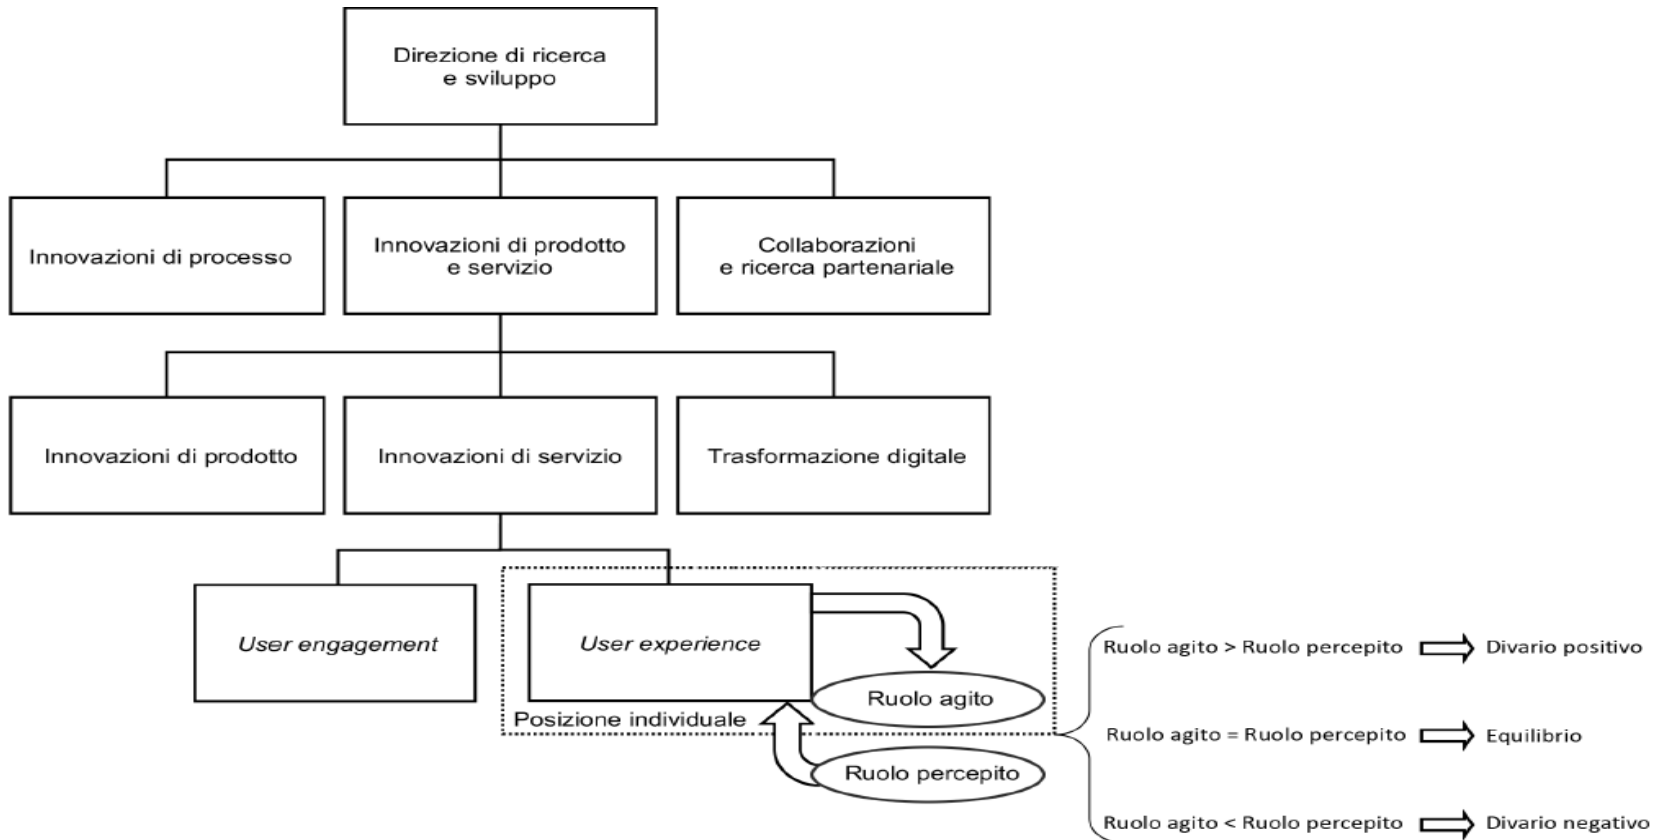 Direzione di ricerca
e sviluppo
Innovazioni di processo
Innovazioni di prodotto
e servizio
Collaborazioni
e ricerca partenariale
Innovazioni di prodotto
Innovazioni di servizio
Trasformazione digitale
User engagement
User experience
Ruolo agito
Posizione individuale
Ruolo percepito
Ruolo agito > Ruolo percepito
Divario positivo
Ruolo agito = Ruolo percepito
Equilibrio
Ruolo agito < Ruolo percepito
Divario negativo